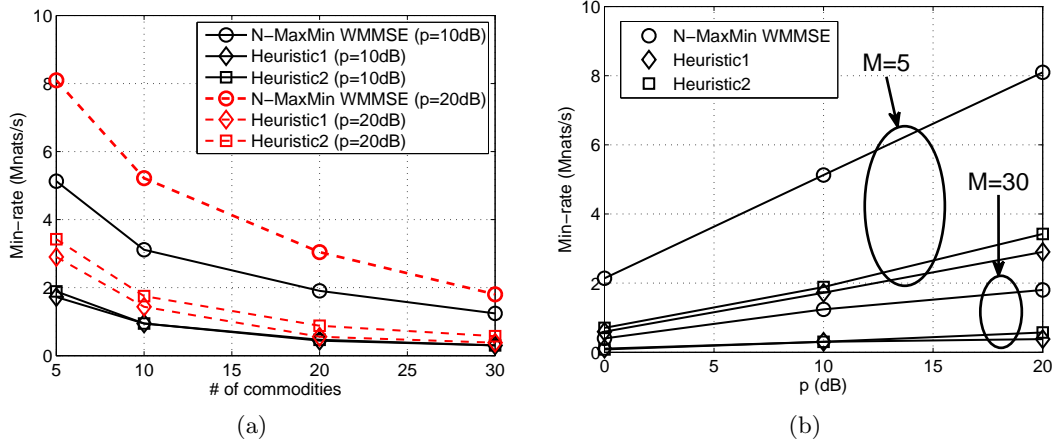 10
8
6
4
2
0
Min−rate (Mnats/s)
5
10
15
20
25
30
# of commodities
N−MaxMin WMMSE (p=10dB)
Heuristic1 (p=10dB)
Heuristic2 (p=10dB)
N−MaxMin WMMSE (p=20dB)
Heuristic1 (p=20dB)
Heuristic2 (p=20dB)
(a)
10
8
6
4
2
0
Min−rate (Mnats/s)
0
5
10
15
20
p (dB)
N−MaxMin WMMSE
Heuristic1
Heuristic2
M=5
M=30
(b)